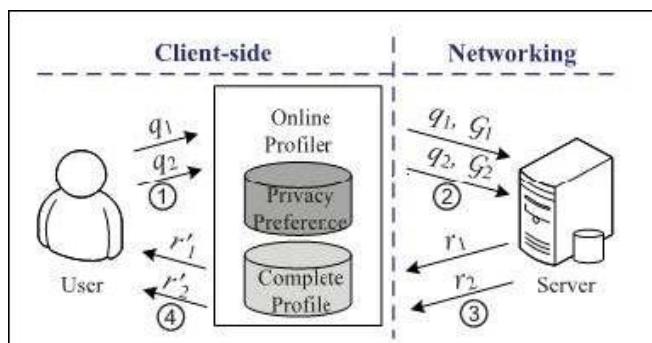 Client-side
Networking
q1
q2
①
Online
Profiler
Privacy
Preference
Complete
Profile
q1, G1
q2, G2
②
r1
r2
③
r'1
r'2
④
User
Server